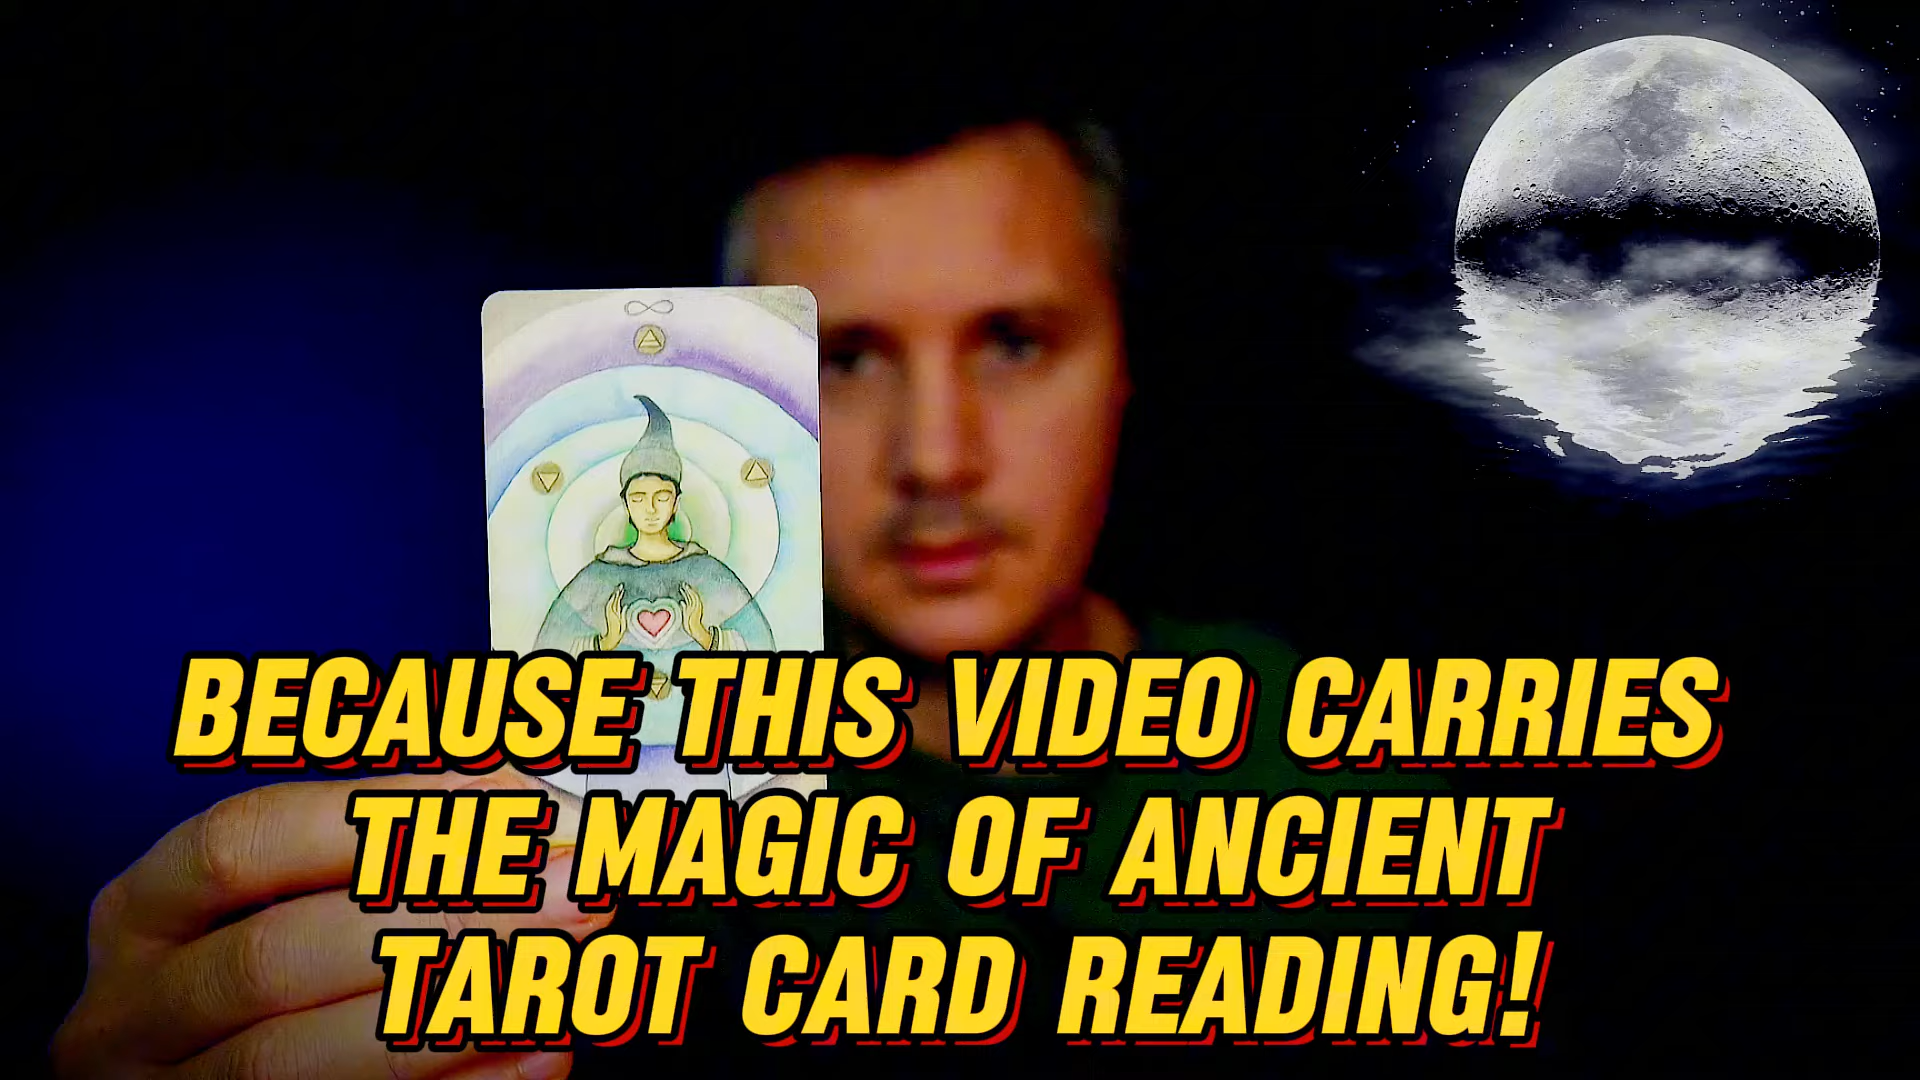 BECAUSE THIS VIDEO CARRIES
THE MAGIC OF ANCIENT
TAROT CARD READING!